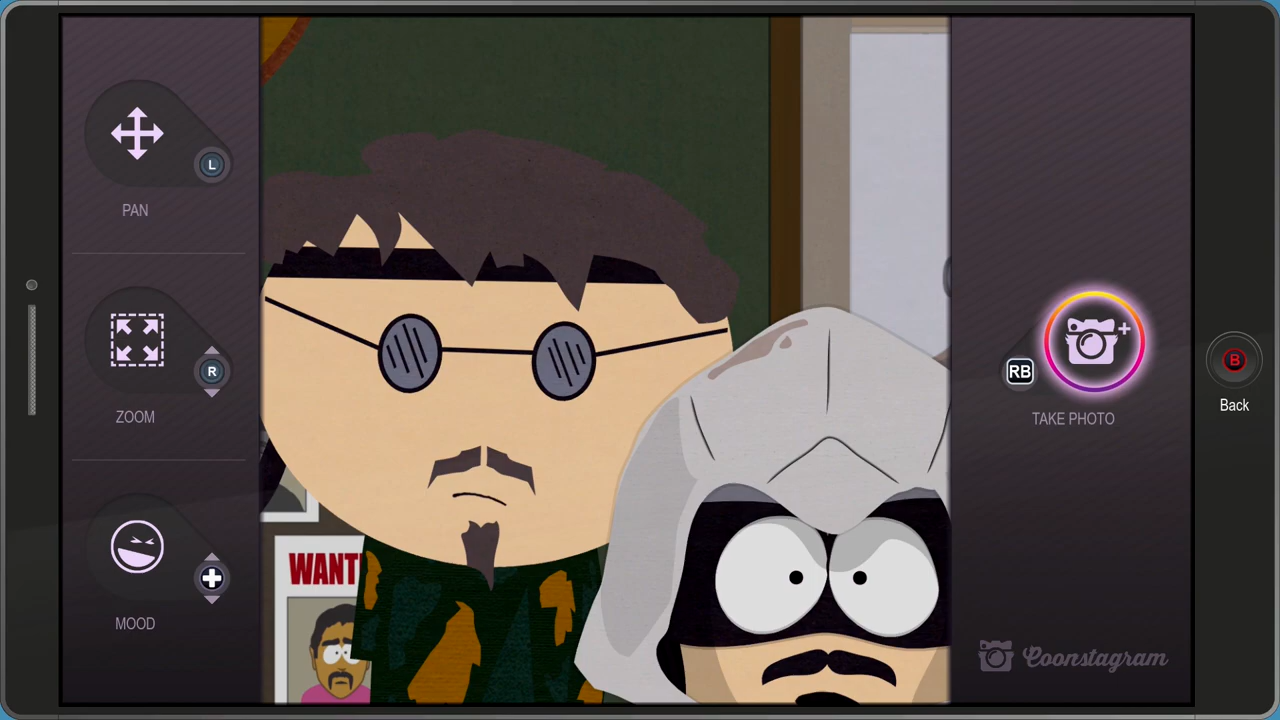 L
PAN
R
ZOOM
MOOD
WANT
RB
TAKE PHOTO
B
Back
Coonstagram